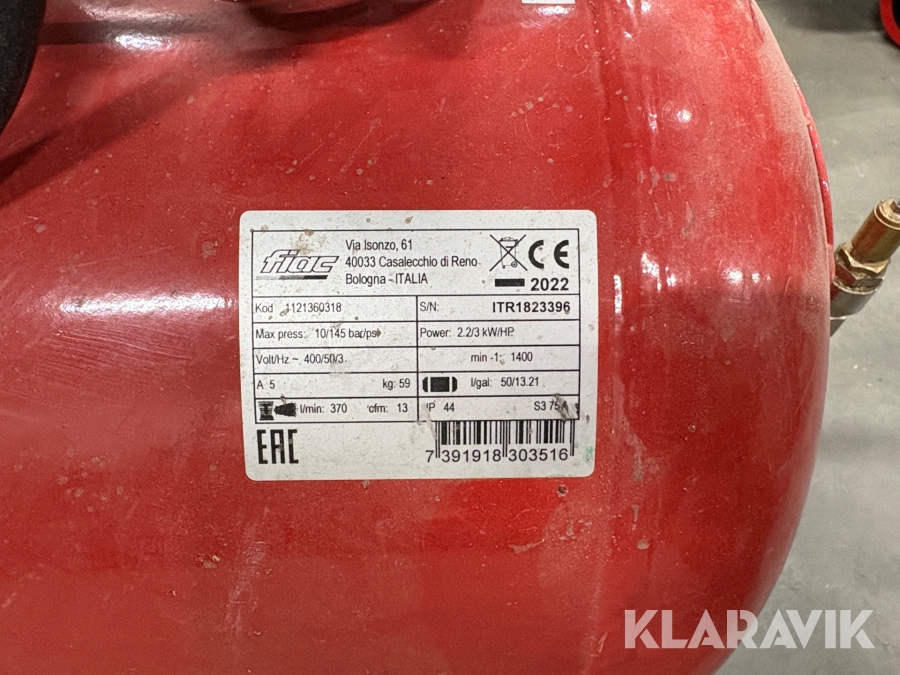 fiac
Via Isonzo, 61
40033 Casalecchio di Reno
Bologna - ITALIA
CE
2022
Kod 1121360318
S/N: ITR1823396
Max press: 10/145 bar/psi
Power: 2.2/3 kW/HP
Volt/Hz ~ 400/50/3
min -1: 1400
A 5 kg: 59
l/gal: 50/13.21
l/min: 370 cfm: 13
IP 44 S3 75
EAC
7 391918 303516
KLARAVIK